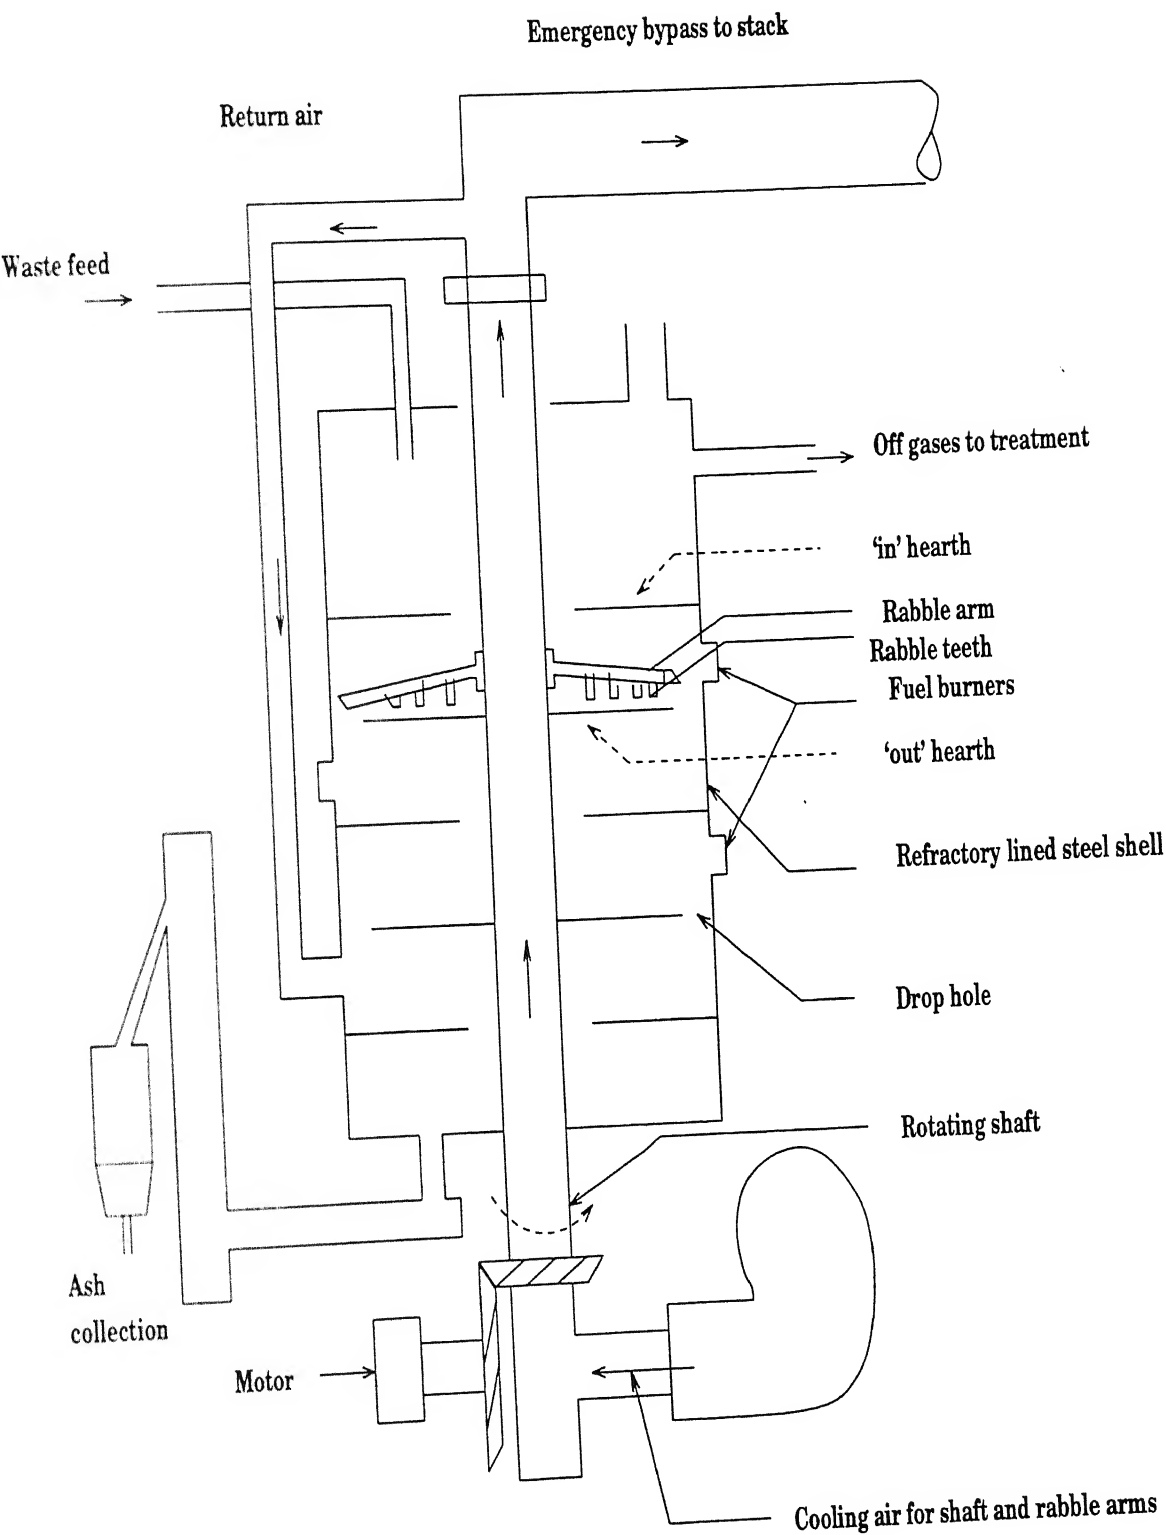 Emergency bypass to stack
Return air
Waste feed
Off gases to treatment
‘in’ hearth
Rabble arm
Rabble teeth
Fuel burners
‘out’ hearth
Refractory lined steel shell
Drop hole
Rotating shaft
Ash
collection
Motor
Cooling air for shaft and rabble arms